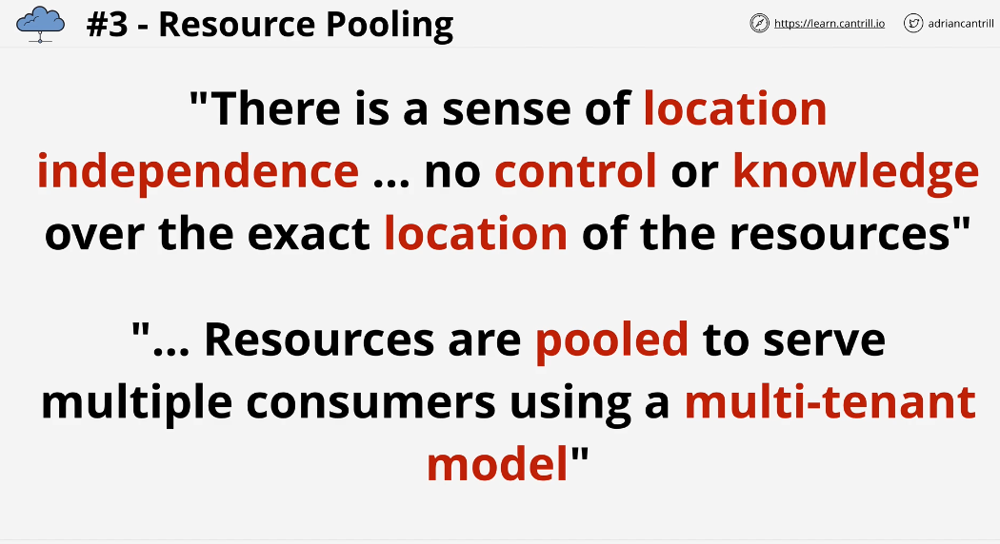 #3 - Resource Pooling
https://learn.cantrill.io
adriancantrill
"There is a sense of location
independence ... no control or knowledge
over the exact location of the resources"
"... Resources are pooled to serve
multiple consumers using a multi-tenant
model"